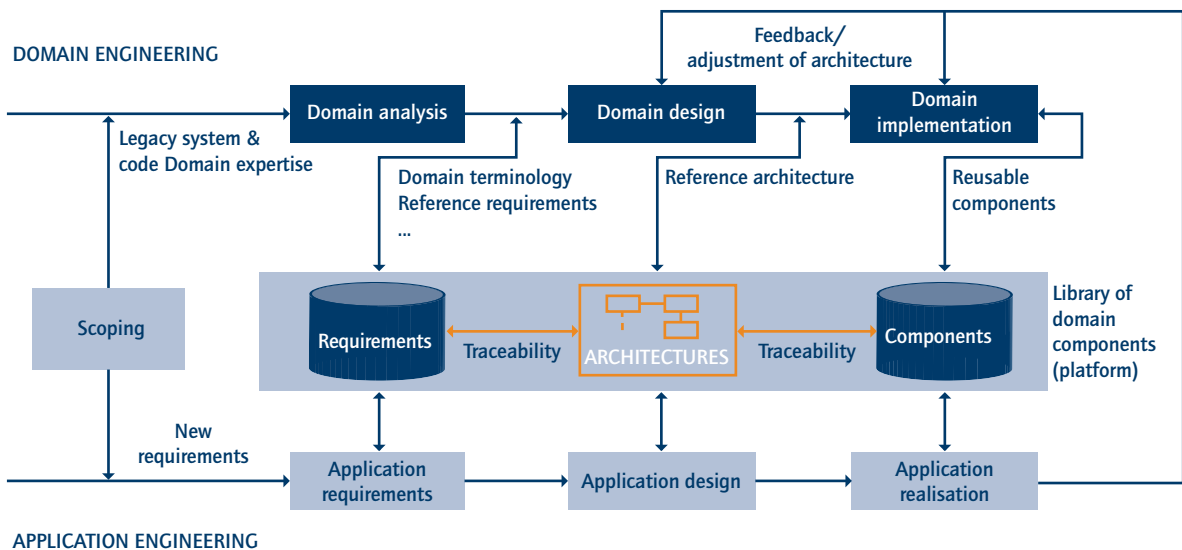 DOMAIN ENGINEERING
Feedback/
adjustment of architecture
Domain analysis
Domain design
Domain
implementation
Legacy system &
code Domain expertise
Domain terminology
Reference requirements
...
Reference architecture
Reusable
components
Scoping
Requirements
Traceability
ARCHITECTURES
Traceability
Components
Library of
domain
components
(platform)
New
requirements
Application
requirements
Application design
Application
realisation
APPLICATION ENGINEERING